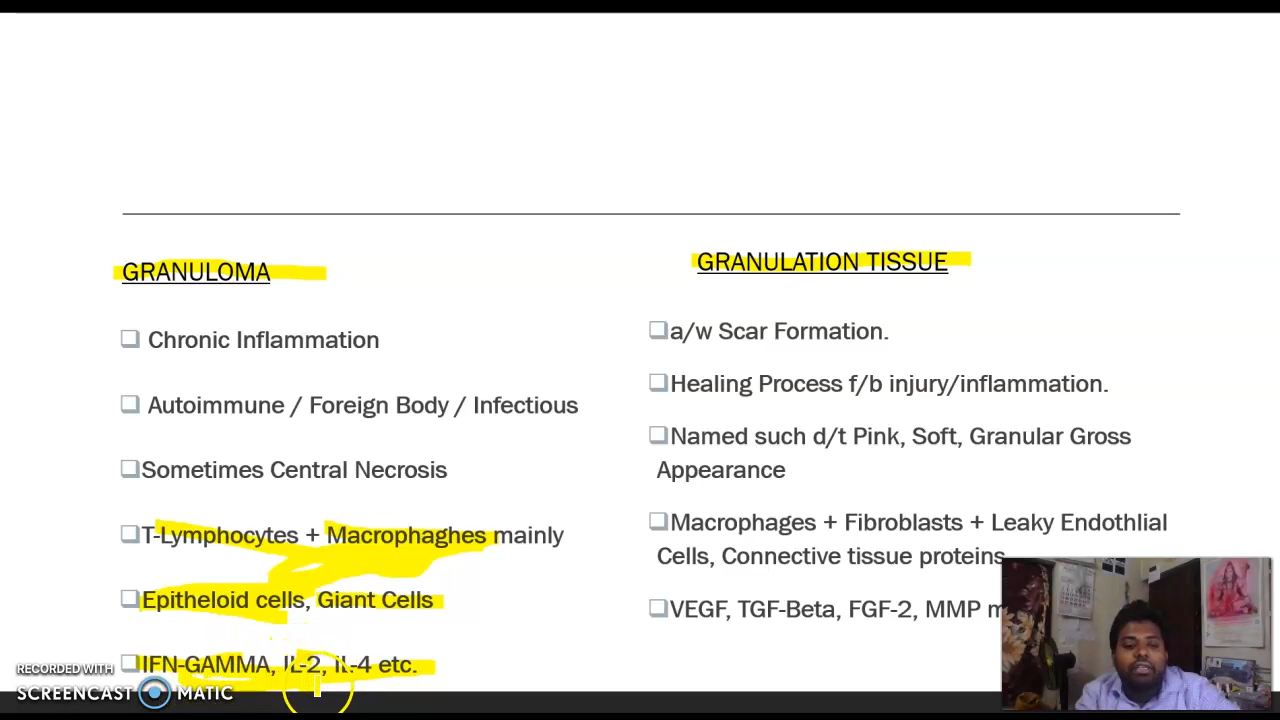 GRANULOMA
Chronic Inflammation
Autoimmune / Foreign Body / Infectious
Sometimes Central Necrosis
T-Lymphocytes + Macrophaghes mainly
Epitheloid cells, Giant Cells
IFN-GAMMA, IL-2, iL-4 etc.
GRANULATION TISSUE
a/w Scar Formation.
Healing Process f/b injury/inflammation.
Named such d/t Pink, Soft, Granular Gross
Appearance
Macrophages + Fibroblasts + Leaky Endothlial
Cells, Connective tissue proteins
VEGF, TGF-Beta, FGF-2, MMP
RECORDED WITH
SCREENCAST MATIC